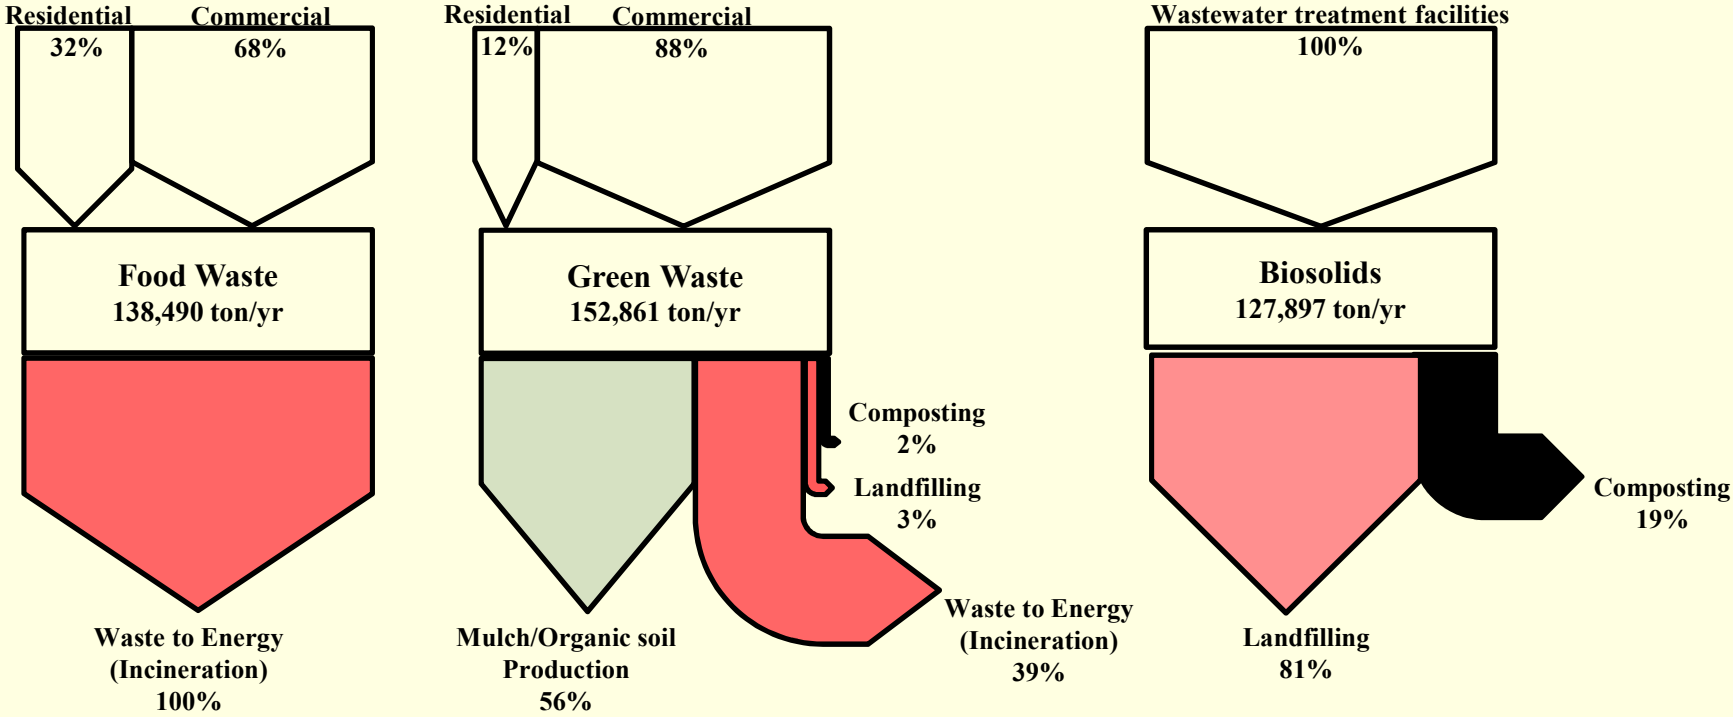 Residential
Commercial
32%
68%
Food Waste
138,490 ton/yr
Waste to Energy
(Incineration)
100%
Residential
Commercial
12%
88%
Green Waste
152,861 ton/yr
Composting
2%
Landfilling
3%
Waste to Energy
(Incineration)
39%
Mulch/Organic soil
Production
56%
Wastewater treatment facilities
100%
Biosolids
127,897 ton/yr
Composting
19%
Landfilling
81%